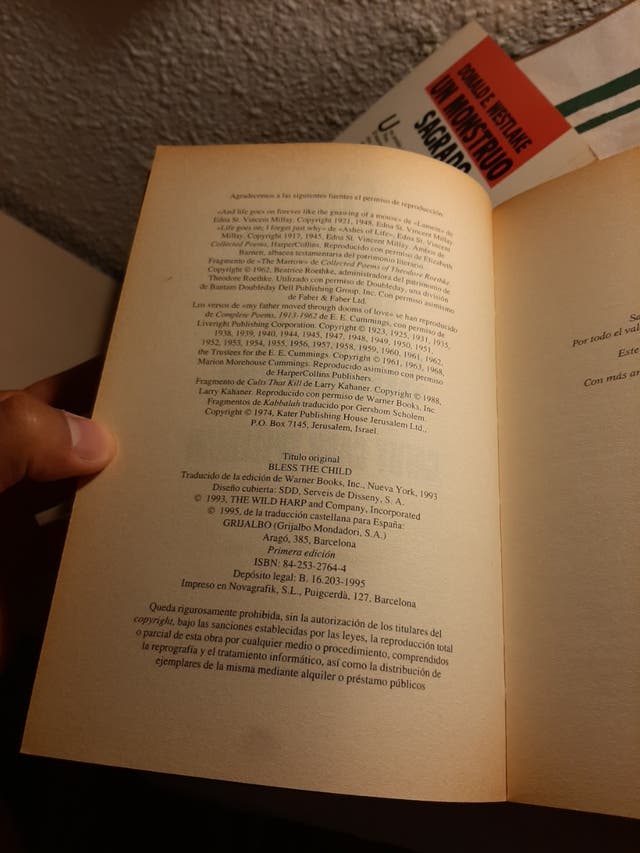 DONALD E. WESTLAKE
UN MONSTRUO
SAGRADO
U
Agradecemos a las siguientes fuentes el permiso de reproducción:
«And life goes on forever like the gnawing of a mouse» de «Lament» de
Edna St. Vincent Millay. Copyright 1921, 1948. Edna St. Vincent Millay.
«Life goes on; I forget just why» de «Ashes of Life», Edna St. Vincent
Millay. Copyright 1917, 1945, Edna St. Vincent Millay. Ambos de
Collected Poems, HarperCollins. Reproducido con permiso de Elizabeth
Barnett, albacea testamentaria del patrimonio literario.
Fragmento de «The Marrow» de Collected Poems of Theodore Roethke.
Copyright © 1962, Beatrice Roethke, administradora del patrimonio de
Theodore Roethke. Utilizado con permiso de Doubleday, una división
de Bantam Doubleday Dell Publishing Group, Inc. Con permiso asimismo
de Faber & Faber Ltd.
Los versos de «my father moved through dooms of love» se han reproducido
de Complete Poems, 1913-1962 de E. E. Cummings, con permiso de
Liveright Publishing Corporation. Copyright © 1923, 1925, 1931, 1935,
1938, 1939, 1940, 1944, 1945, 1947, 1948, 1949, 1950, 1951,
1952, 1953, 1954, 1955, 1956, 1957, 1958, 1959, 1960, 1961, 1962,
the Trustees for the E. E. Cummings. Copyright © 1961, 1963, 1968,
Marion Morehouse Cummings. Reproducido asimismo con permiso
de HarperCollins Publishers.
Fragmento de Cults That Kill de Larry Kahaner. Copyright © 1988,
Larry Kahaner. Reproducido con permiso de Warner Books, Inc.
Fragmentos de Kabbalah traducido por Gershom Scholem.
Copyright © 1974, Kater Publishing House Jerusalem Ltd.,
P.O. Box 7145, Jerusalem, Israel.
Título original
BLESS THE CHILD
Traducido de la edición de Warner Books, Inc., Nueva York, 1993
Diseño cubierta: SDD, Serveis de Disseny, S. A.
© 1993, THE WILD HARP and Company, Incorporated
© 1995, de la traducción castellana para España:
GRIJALBO (Grijalbo Mondadori, S.A.)
Aragó, 385, Barcelona
Primera edición
ISBN: 84-253-2764-4
Depósito legal: B. 16.203-1995
Impreso en Novagrafik, S.L., Puigcerdà, 127, Barcelona
Queda rigurosamente prohibida, sin la autorización de los titulares del
copyright, bajo las sanciones establecidas por las leyes, la reproducción total
o parcial de esta obra por cualquier medio o procedimiento, comprendidos
la reprografía y el tratamiento informático, así como la distribución de
ejemplares de la misma mediante alquiler o préstamo públicos
Sa
Por todo el val
Este
Con más an